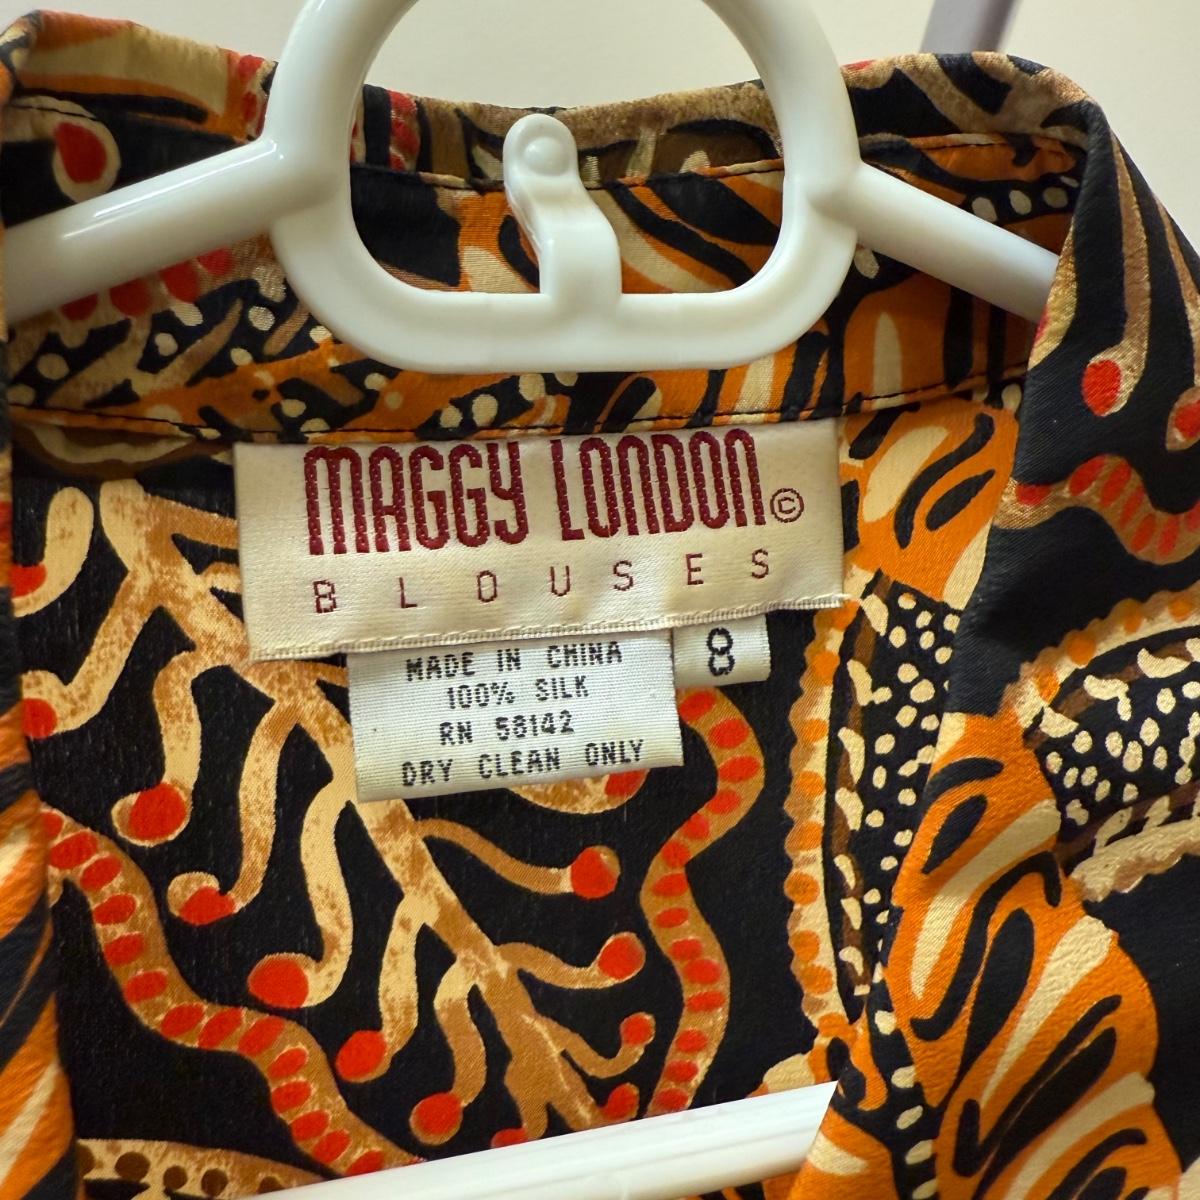 MAGGY LONDON©
BLOUSES
8
MADE IN CHINA
100% SILK
RN 58142
DRY CLEAN ONLY